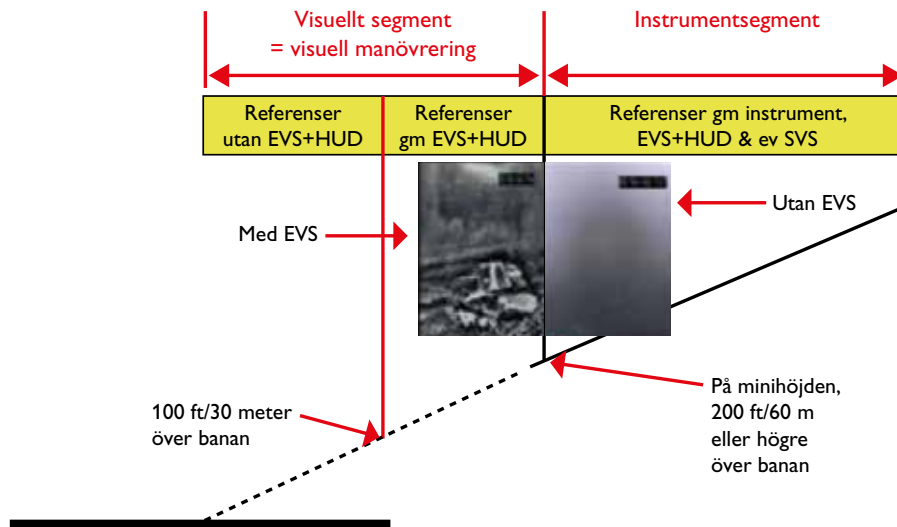 Visuellt segment
= visuell manövrering
Instrumentsegment
Referenser
utan EVS+HUD
Referenser
gm EVS+HUD
Referenser gm instrument,
EVS+HUD & ev SVS
Med EVS
Utan EVS
100 ft/30 meter
över banan
På minihöjden,
200 ft/60 m
eller högre
över banan